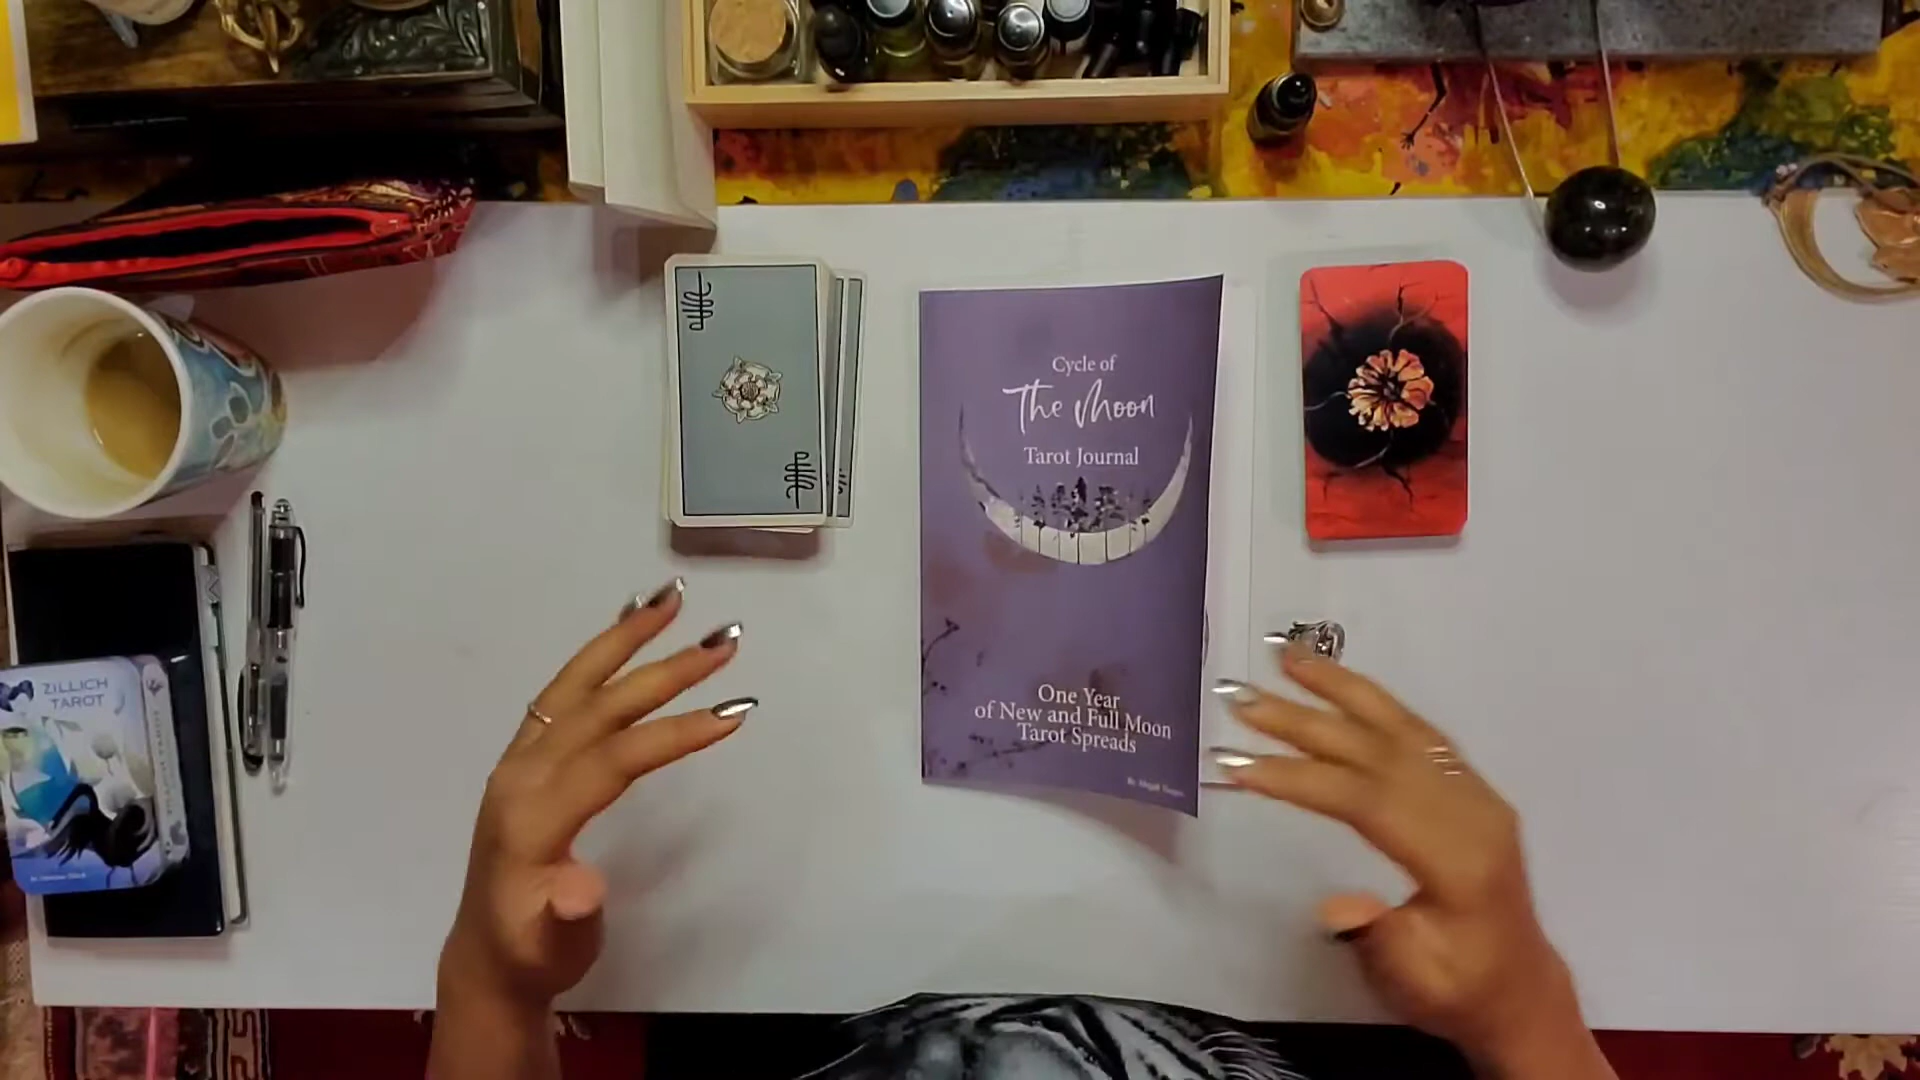 Cycle of
The Moon
Tarot Journal
One Year
of New and Full Moon
Tarot Spreads
ZILLICH
TAROT